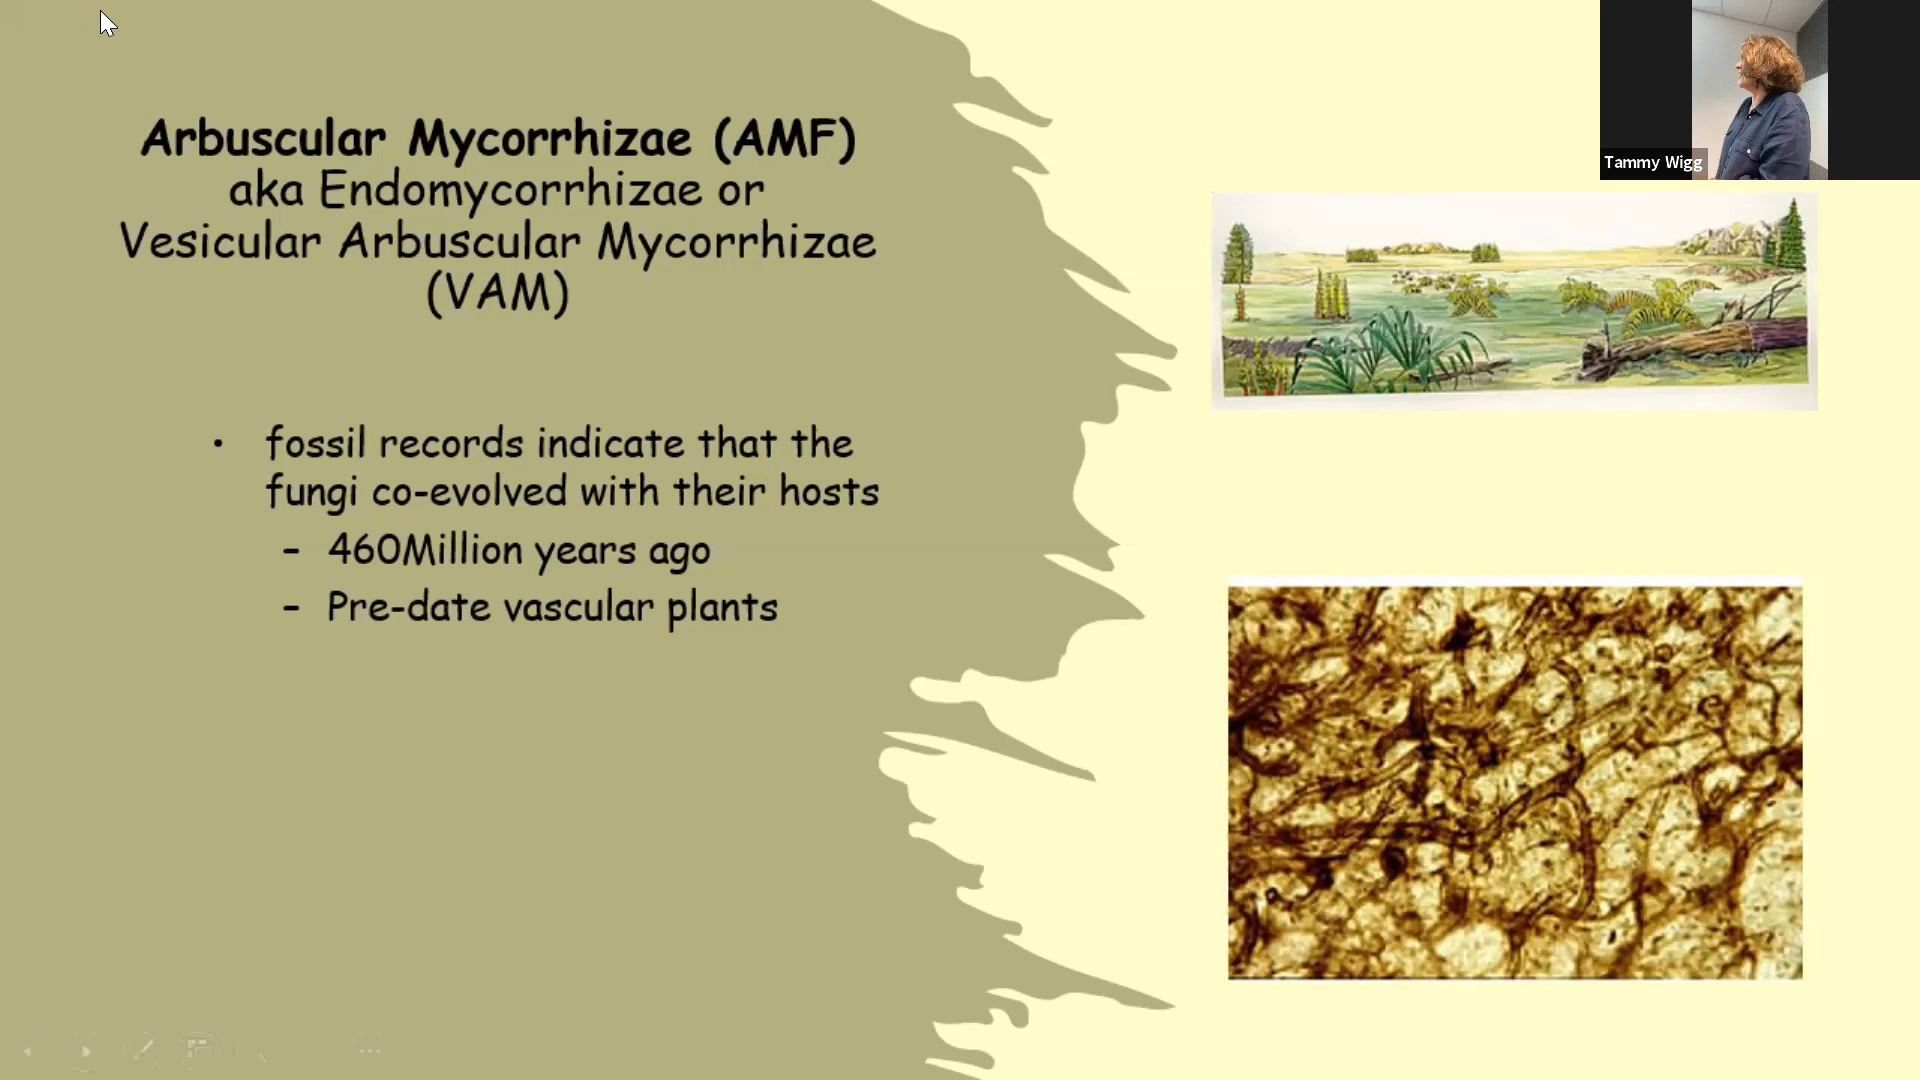 Arbuscular Mycorrhizae (AMF)
aka Endomycorrhizae or
Vesicular Arbuscular Mycorrhizae
(VAM)
• fossil records indicate that the
fungi co-evolved with their hosts
– 460Million years ago
– Pre-date vascular plants
Tammy Wigg